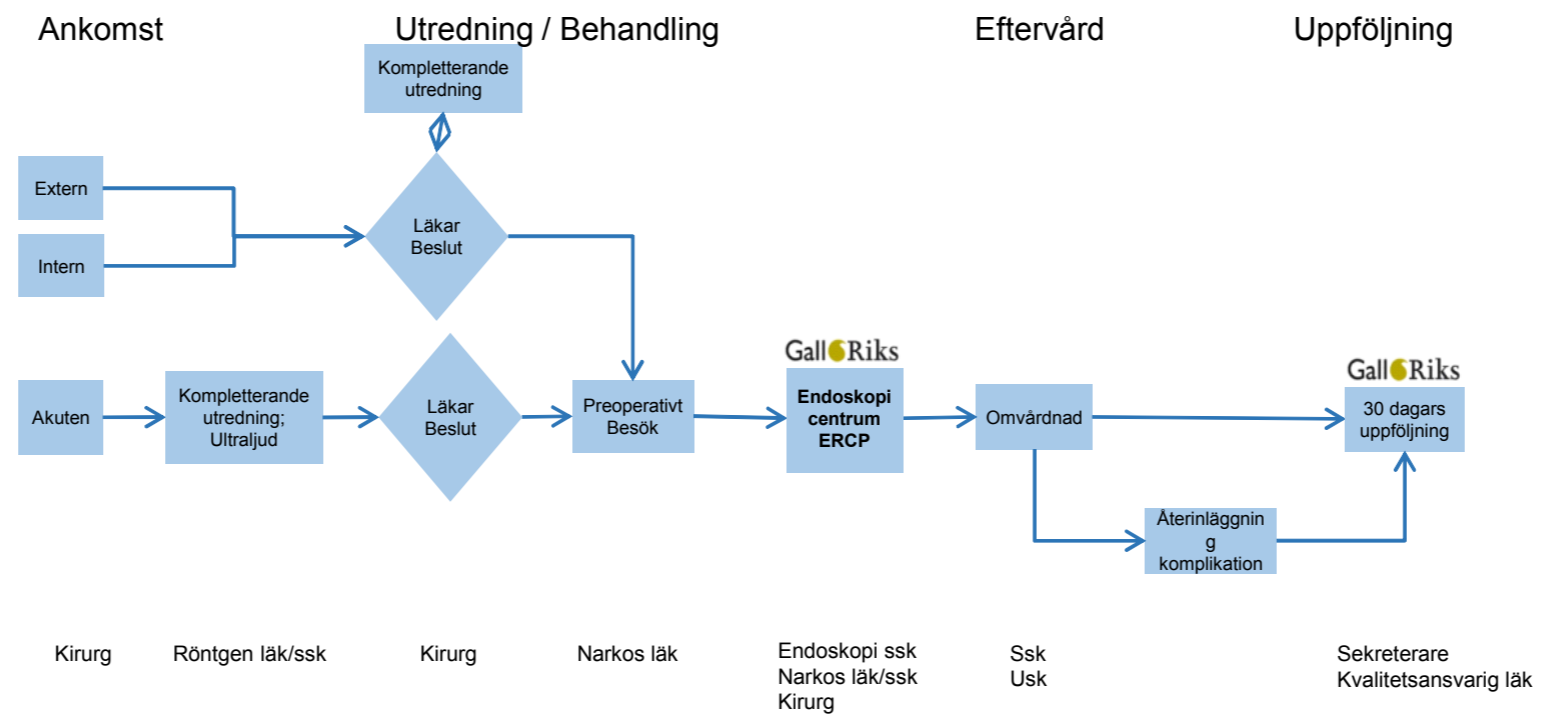 Ankomst
Utredning / Behandling
Eftervård
Uppföljning
Kompletterande
utredning
Extern
Intern
Läkar
Beslut
Akuten
Kompletterande
utredning;
Ultraljud
Läkar
Beslut
Preoperativt
Besök
GallRiks
Endoskopi
centrum
ERCP
Omvårdnad
GallRiks
30 dagars
uppföljning
Återinläggnin
g
komplikation
Kirurg
Röntgen läk/ssk
Kirurg
Narkos läk
Endoskopi ssk
Narkos läk/ssk
Kirurg
Ssk
Usk
Sekreterare
Kvalitetsansvarig läk